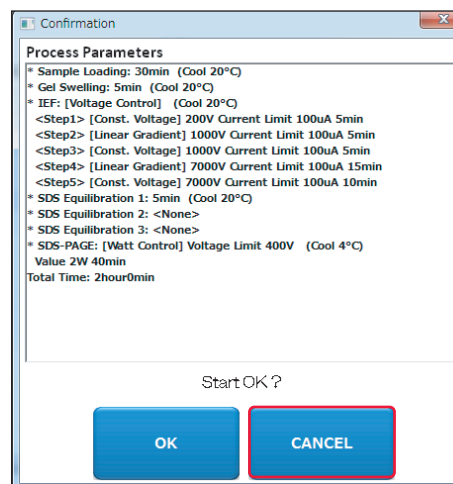 Confirmation
Process Parameters
* Sample Loading: 30min (Cool 20°C)
* Gel Swelling: 5min (Cool 20°C)
* IEF: [Voltage Control] (Cool 20°C)
<Step1> [Const. Voltage] 200V Current Limit 100uA 5min
<Step2> [Linear Gradient] 1000V Current Limit 100uA 5min
<Step3> [Const. Voltage] 1000V Current Limit 100uA 5min
<Step4> [Linear Gradient] 7000V Current Limit 100uA 15min
<Step5> [Const. Voltage] 7000V Current Limit 100uA 10min
* SDS Equilibration 1: 5min (Cool 20°C)
* SDS Equilibration 2: <None>
* SDS Equilibration 3: <None>
* SDS-PAGE: [Watt Control] Voltage Limit 400V (Cool 4°C)
Value 2W 40min
Total Time: 2hour0min
Start OK ?
OK
CANCEL